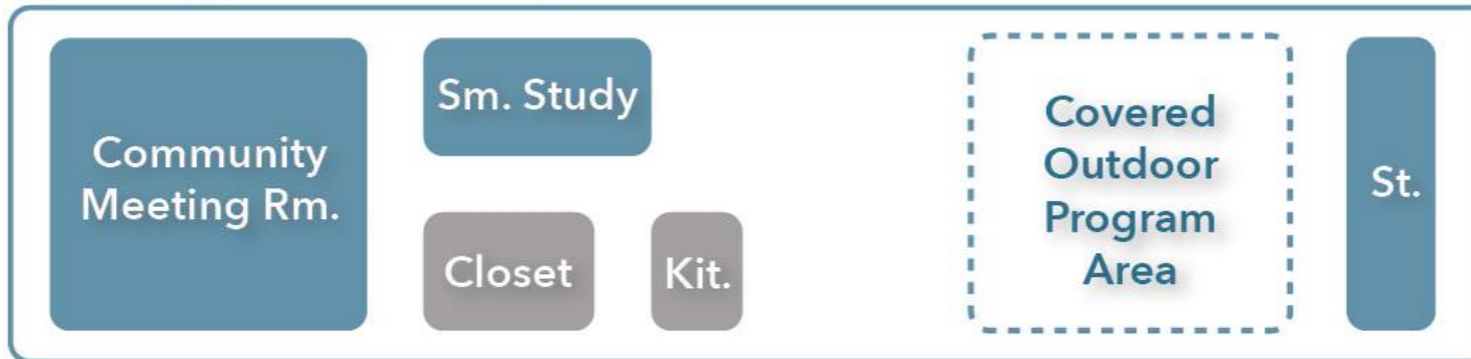 Community
Meeting Rm.
Sm. Study
Closet
Kit.
Covered
Outdoor
Program
Area
St.